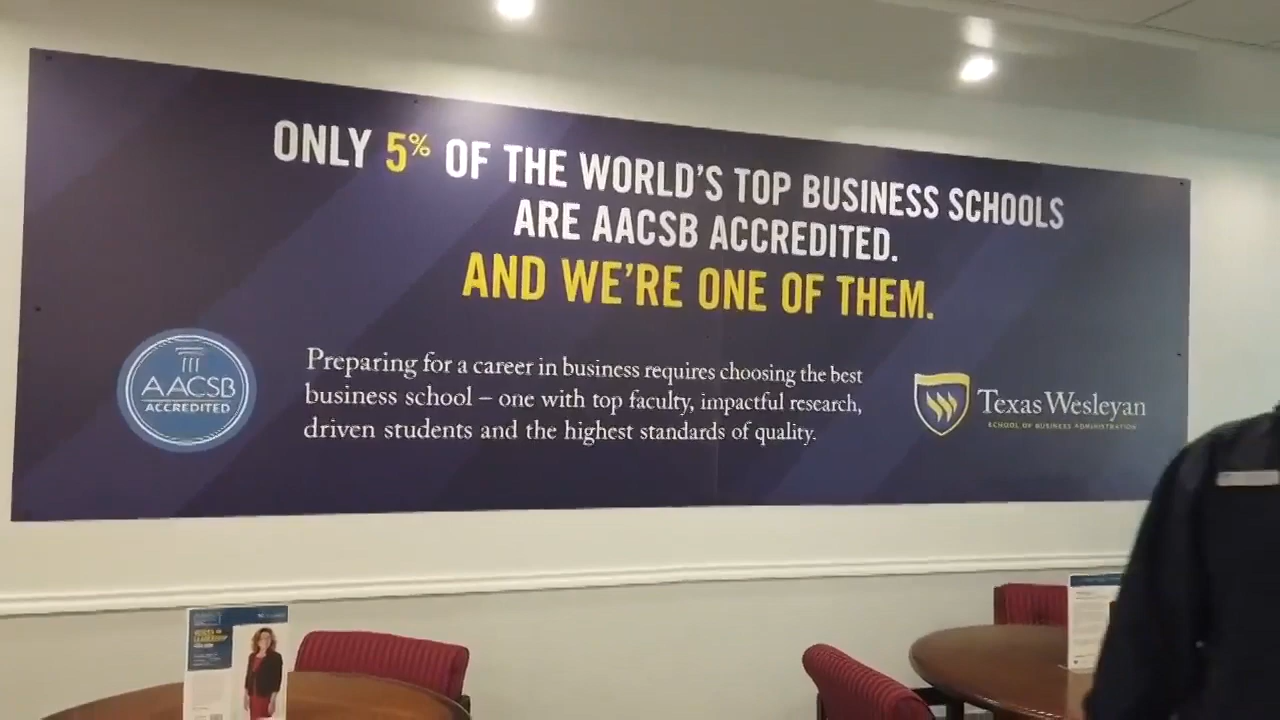 ONLY 5% OF THE WORLD'S TOP BUSINESS SCHOOLS
ARE AACSB ACCREDITED.
AND WE'RE ONE OF THEM.
AACSB
ACCREDITED
Preparing for a career in business requires choosing the best
business school – one with top faculty, impactful research,
driven students and the highest standards of quality.
Texas Wesleyan
SCHOOL OF BUSINESS ADMINISTRATION